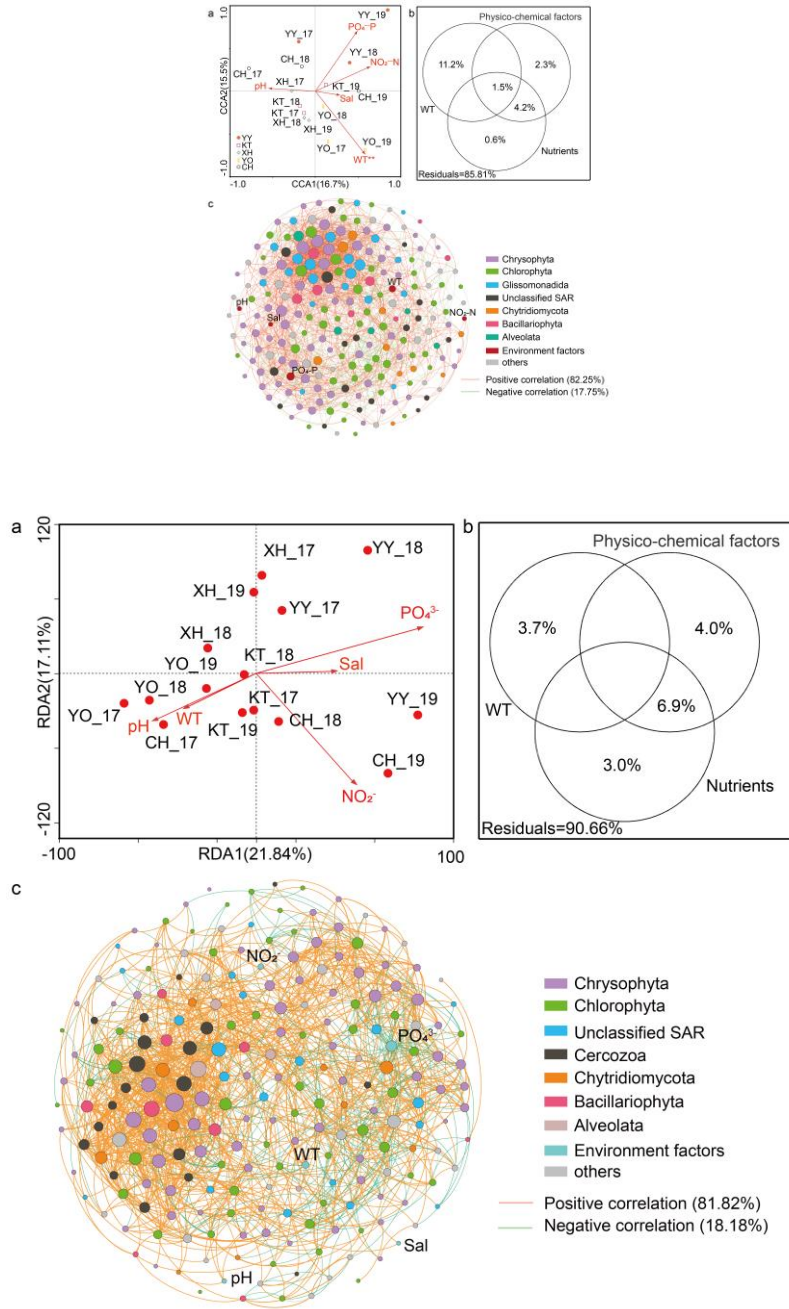 a
YY_19
PO₄⁻-P
YY_17
YY_18
CH_18
NO₂⁻-N
CH_17
XH_17
pH
Sal
CH_19
KT_18
KT_17
XH_18
YO_18
XH_19
YO_17
YO_19
WT**
YY
KT
XH
YO
CH
CCA2(15.5%)
-1.0
1.0
-1.0
CCA1(16.7%)
1.0
b
Physico-chemical factors
11.2%
2.3%
1.5%
4.2%
WT
0.6%
Nutrients
Residuals=85.81%
c
WT
pH
Sal
NO₂-N
PO₄-P
Chrysophyta
Chlorophyta
Glissomonadida
Unclassified SAR
Chytridiomycota
Bacillariophyta
Alveolata
Environment factors
others
Positive correlation (82.25%)
Negative correlation (17.75%)
a
120
XH_17
YY_18
XH_19
YY_17
PO₄³⁻
XH_18
KT_18
Sal
YO_19
YO_18
YO_17
WT
KT_17
YY_19
pH
CH_17
KT_19
CH_18
CH_19
NO₂⁻
RDA2(17.11%)
-120
-100
RDA1(21.84%)
100
b
Physico-chemical factors
3.7%
4.0%
WT
6.9%
3.0%
Nutrients
Residuals=90.66%
c
NO₂⁻
PO₄³⁻
WT
Sal
pH
Chrysophyta
Chlorophyta
Unclassified SAR
Cercozoa
Chytridiomycota
Bacillariophyta
Alveolata
Environment factors
others
Positive correlation (81.82%)
Negative correlation (18.18%)